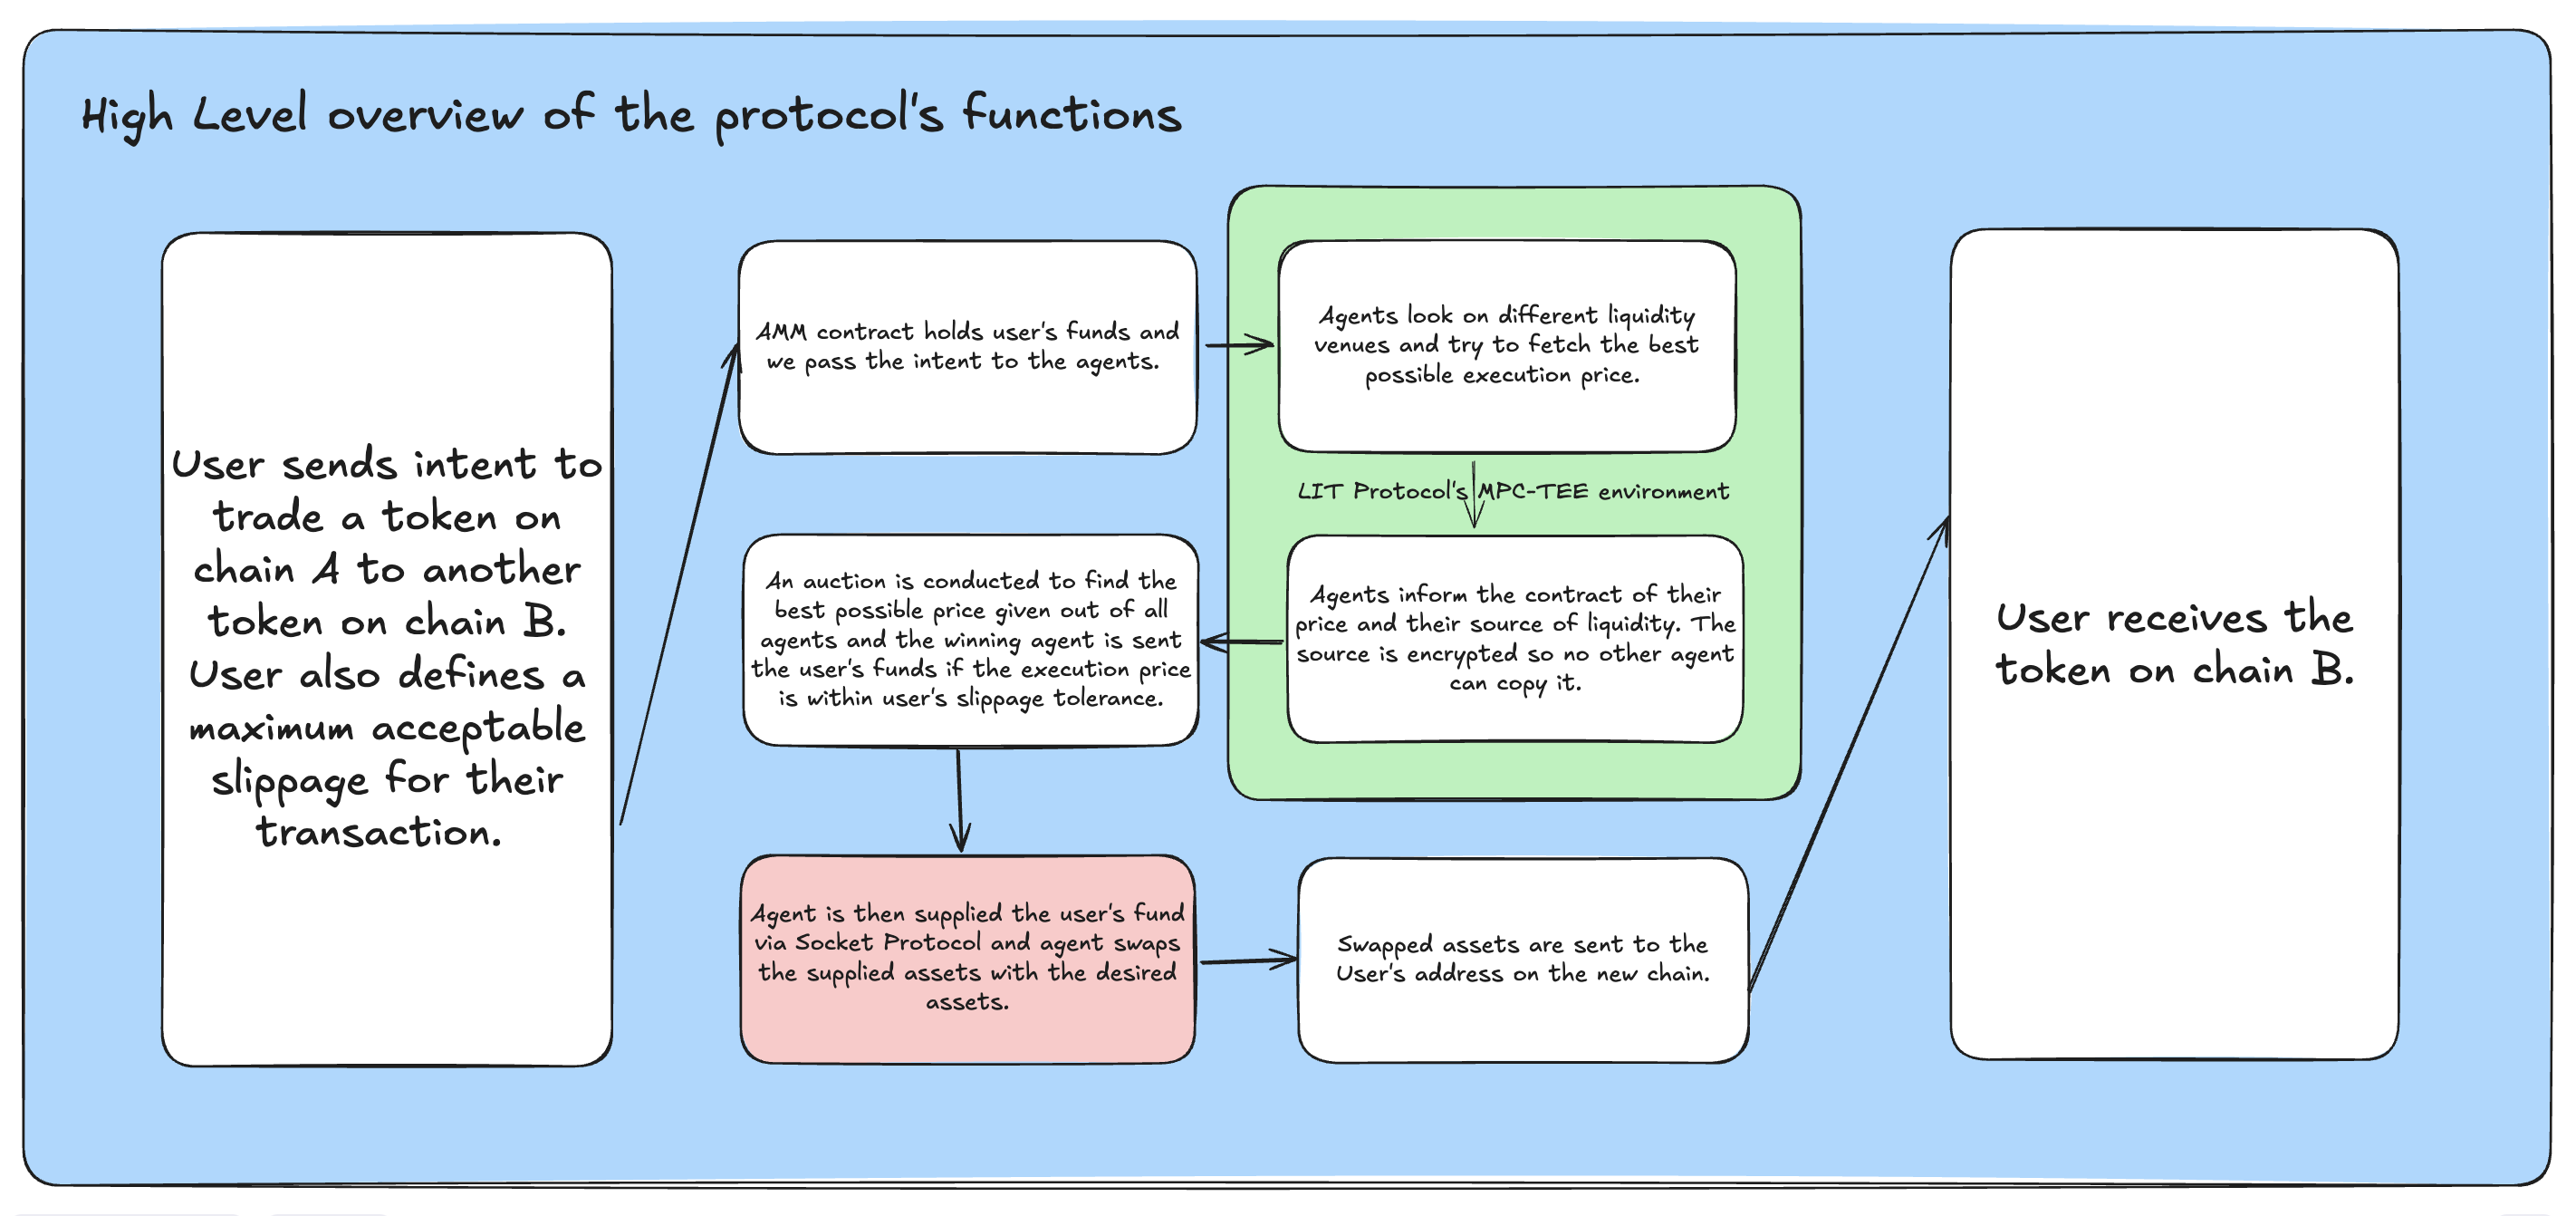 High Level overview of the protocol's functions
User sends intent to
trade a token on
chain A to another
token on chain B.
User also defines a
maximum acceptable
slippage for their
transaction.
AMM contract holds user's funds and
we pass the intent to the agents.
Agents look on different liquidity
venues and try to fetch the best
possible execution price.
LIT Protocol's MPC-TEE environment
Agents inform the contract of their
price and their source of liquidity. The
source is encrypted so no other agent
can copy it.
An auction is conducted to find the
best possible price given out of all
agents and the winning agent is sent
the user's funds if the execution price
is within user's slippage tolerance.
Agent is then supplied the user's fund
via Socket Protocol and agent swaps
the supplied assets with the desired
assets.
Swapped assets are sent to the
User's address on the new chain.
User receives the
token on chain B.